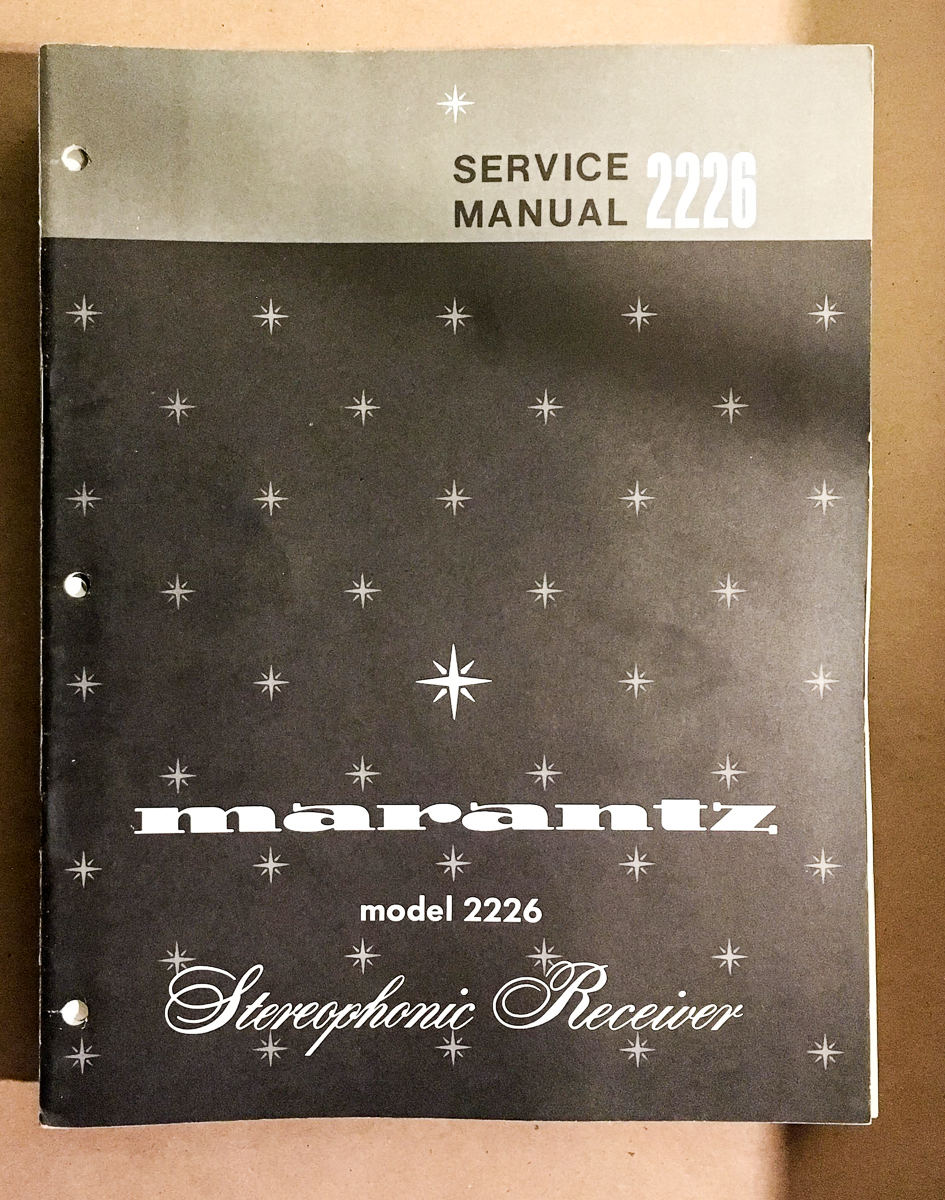 SERVICE
MANUAL 2226
marantz
model 2226
Stereophonic Receiver